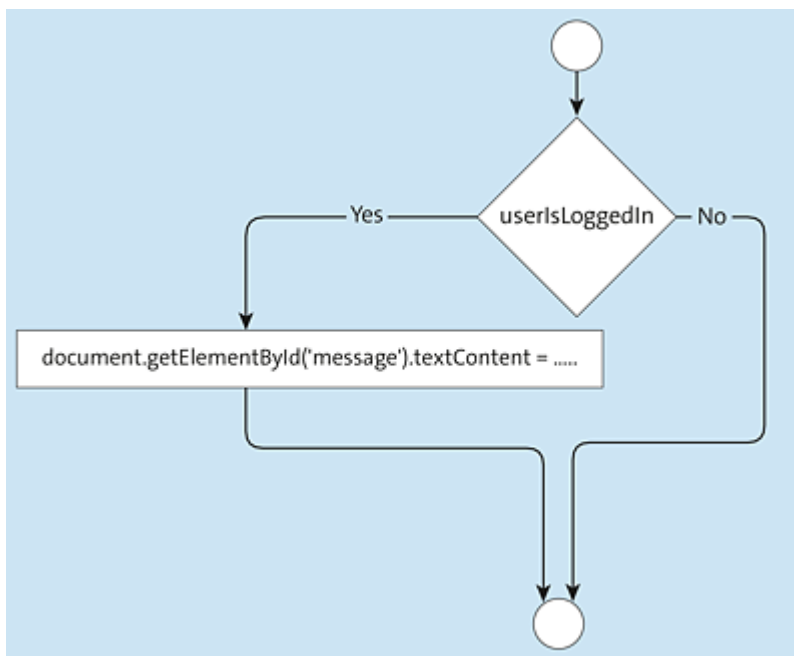 userIsLoggedIn
Yes
No
document.getElementById('message').textContent = .....